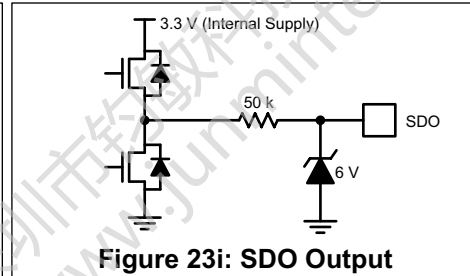 3.3 V (Internal Supply)
50 k
SDO
6 V
Figure 23i: SDO Output